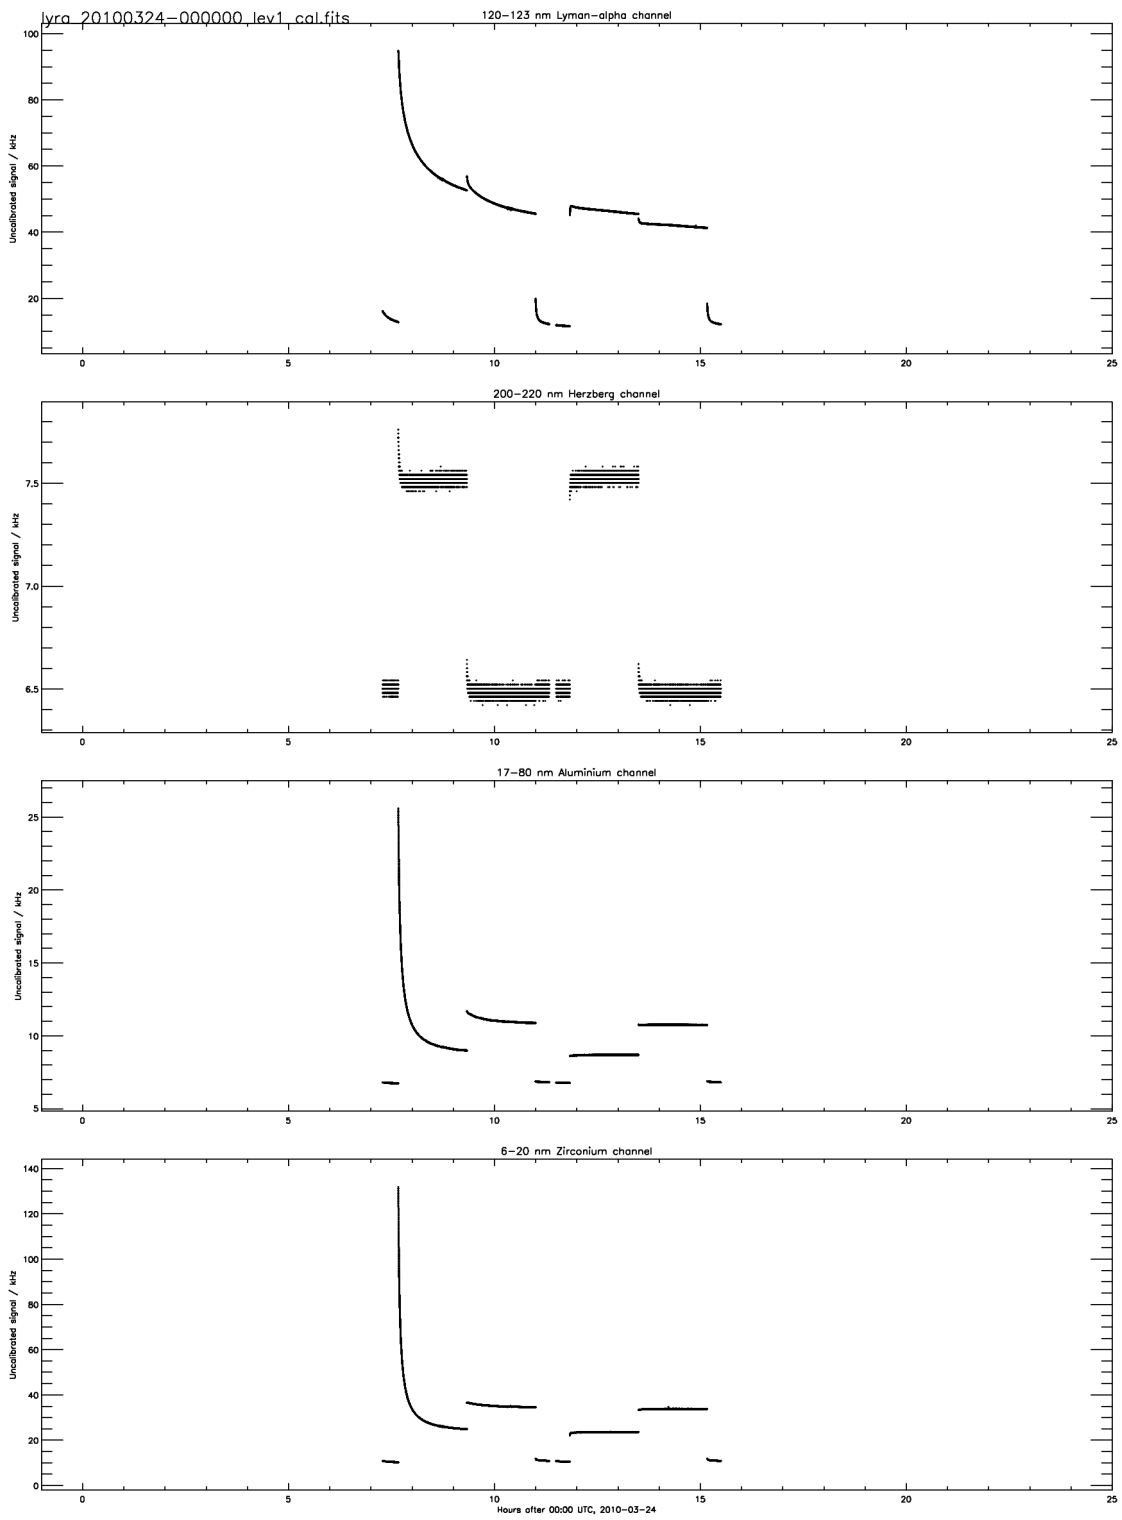 lyra_20100324-000000_lev1_cal.fits
120-123 nm Lyman-alpha channel
Uncalibrated signal / kHz
100
80
60
40
20
0 5 10 15 20 25
200-220 nm Herzberg channel
Uncalibrated signal / kHz
7.5
7.0
6.5
0 5 10 15 20 25
17-80 nm Aluminium channel
Uncalibrated signal / kHz
25
20
15
10
5
0 5 10 15 20 25
6-20 nm Zirconium channel
Uncalibrated signal / kHz
140
120
100
80
60
40
20
0
0 5 10 15 20 25
Hours after 00:00 UTC, 2010-03-24